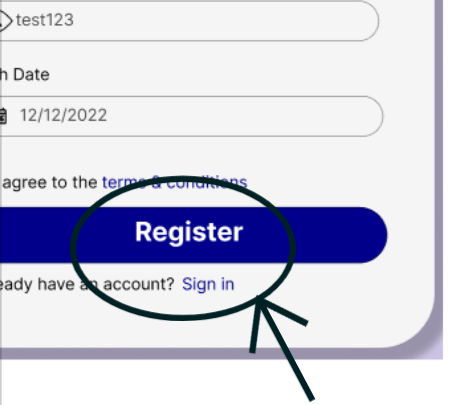 test123
h Date
12/12/2022
agree to the terms & conditions
Register
eady have an account? Sign in